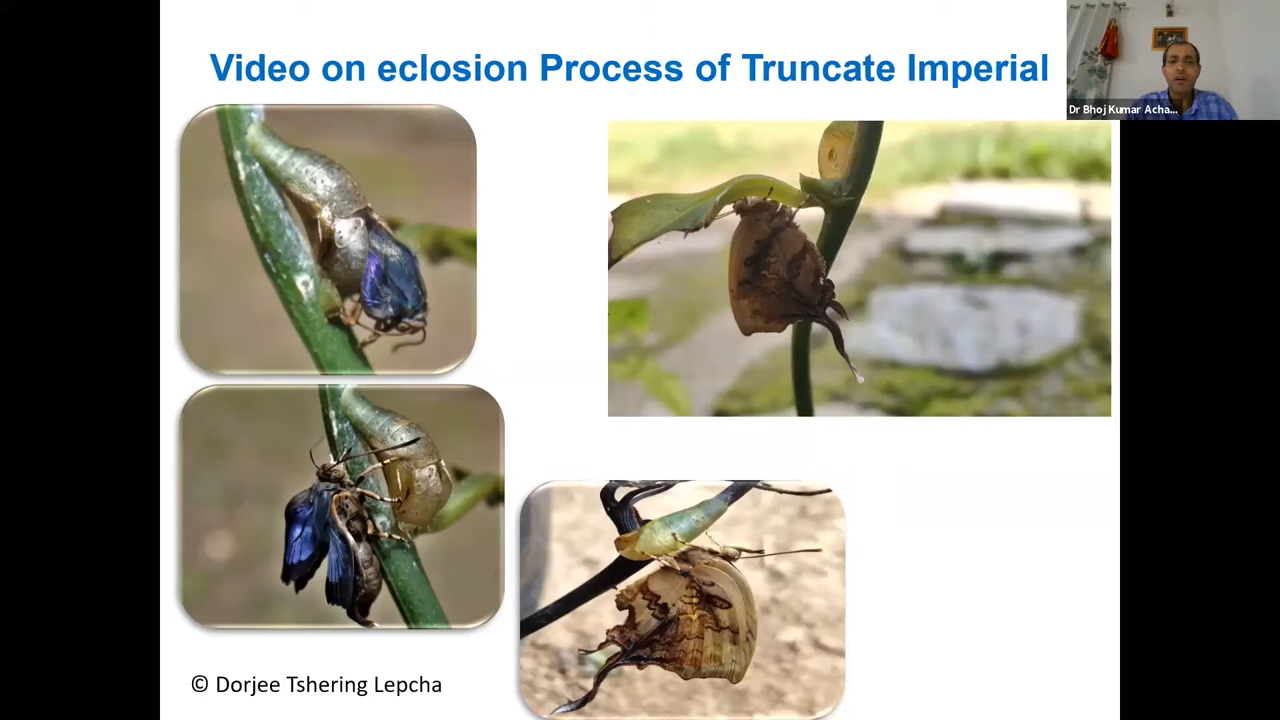 Video on eclosion Process of Truncate Imperial
Dr Bhoj Kumar Acha...
© Dorjee Tshering Lepcha